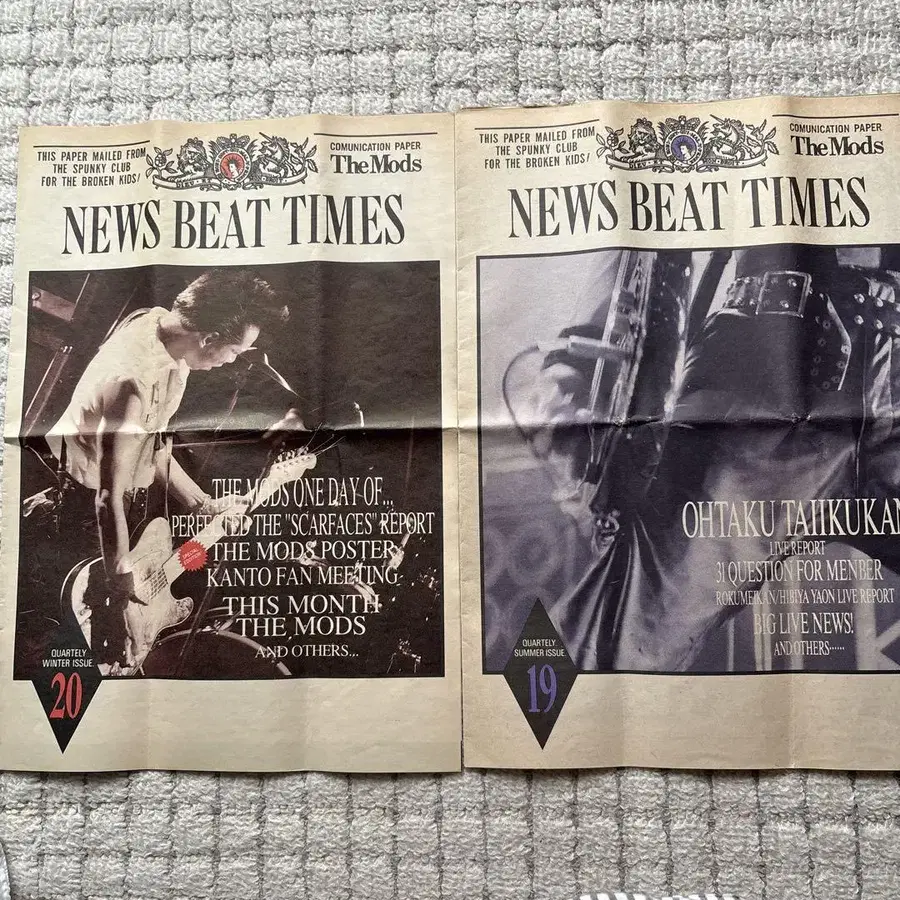 THIS PAPER MAILED FROM
THE SPUNKY CLUB
FOR THE BROKEN KIDS!
COMUNICATION PAPER
The Mods
NEWS BEAT TIMES
THE MODS ONE DAY OF...
PERFECTED THE "SCARFACES" REPORT
THE MODS POSTER
KANTO FAN MEETING
THIS MONTH
THE MODS
AND OTHERS...
QUARTELY
WINTER ISSUE.
20
THIS PAPER MAILED FROM
THE SPUNKY CLUB
FOR THE BROKEN KIDS!
COMUNICATION PAPER
The Mods
NEWS BEAT TIMES
OHTAKU TAIIKUKAN
LIVE REPORT
31 QUESTION FOR MENBER
ROKUMEIKAN/HIBIYA YAON LIVE REPORT
BIG LIVE NEWS!
AND OTHERS......
QUARTELY
SUMMER ISSUE.
19